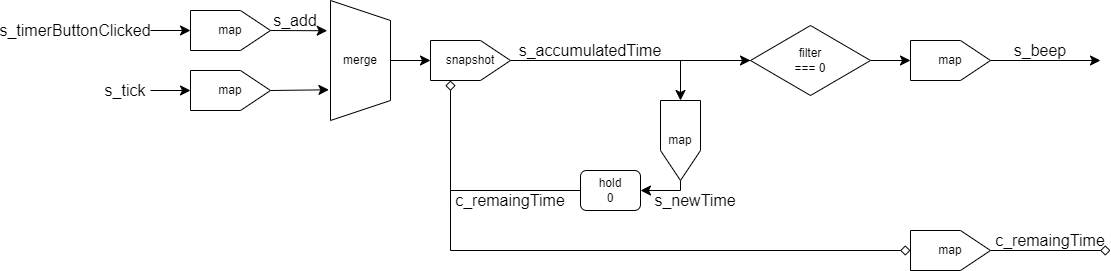 s_timerButtonClicked
map
s_add
merge
snapshot
s_accumulatedTime
filter
=== 0
map
s_beep
s_tick
map
map
hold
0
c_remaingTime
s_newTime
map
c_remaingTime